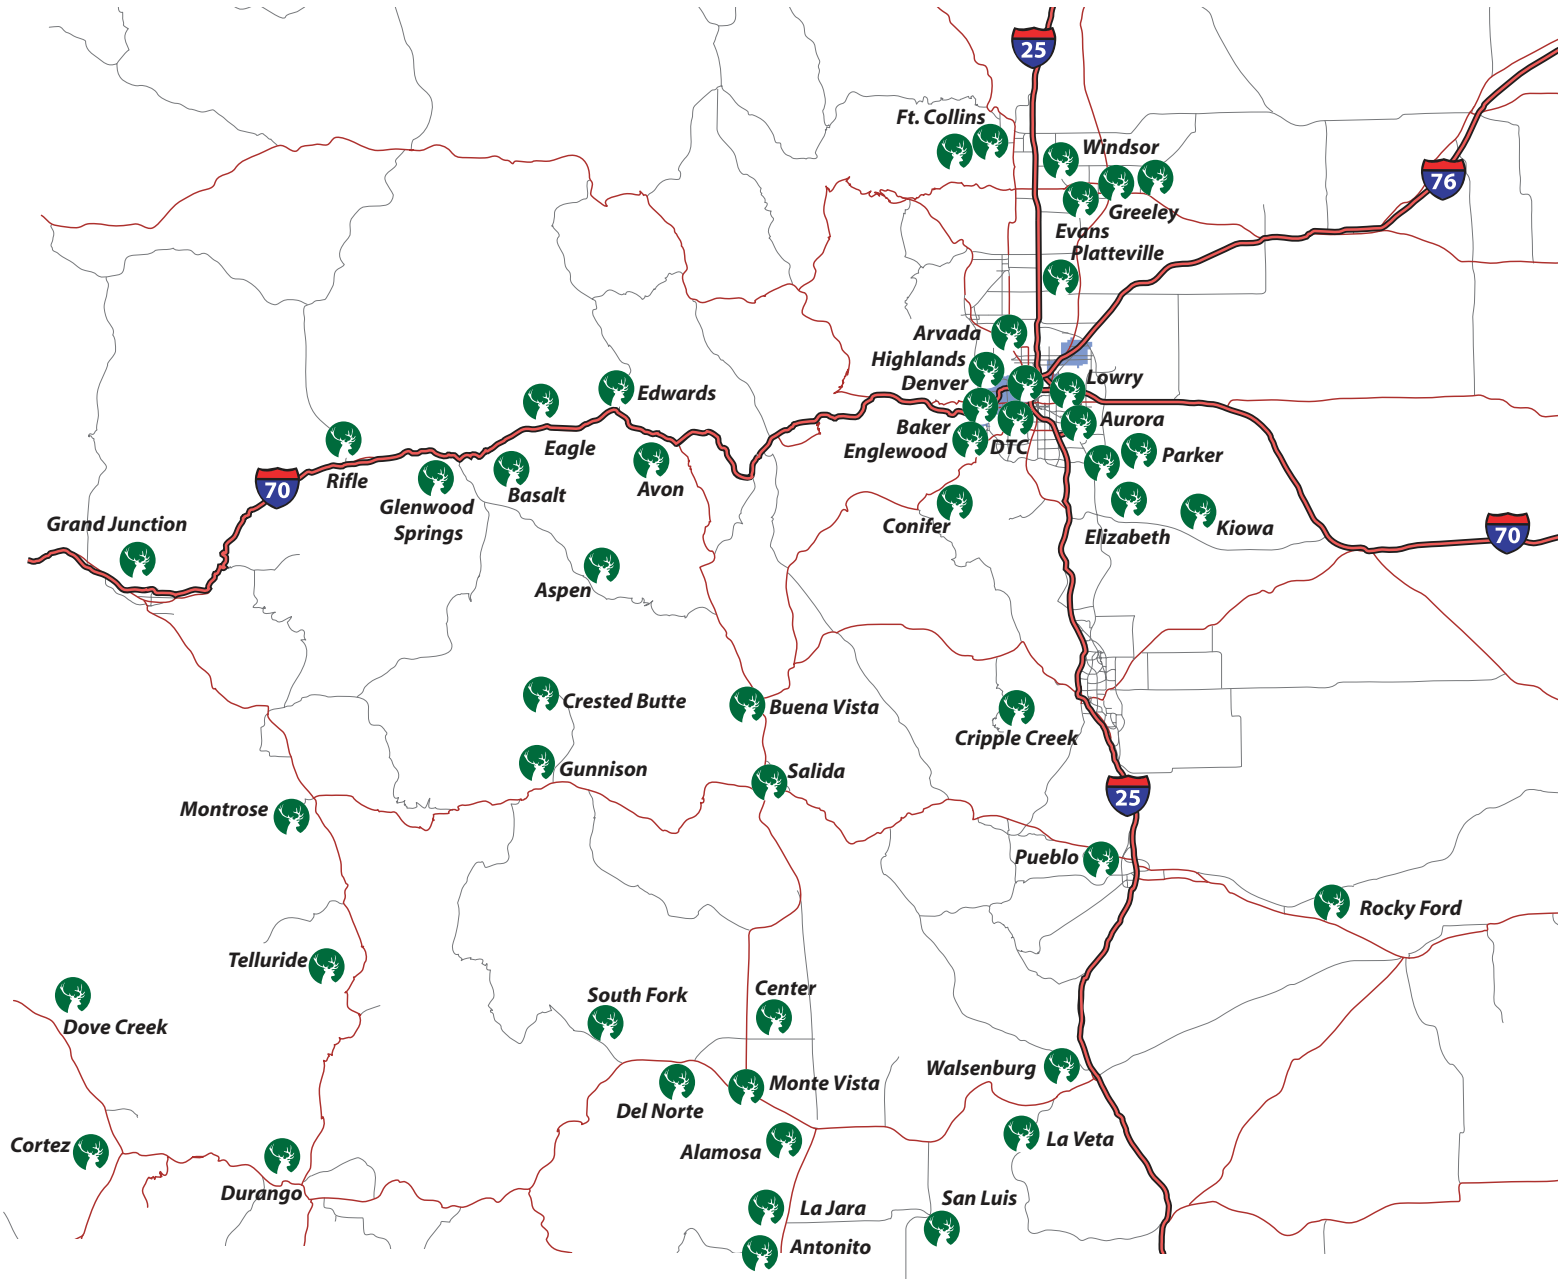 25
Ft. Collins
Windsor
76
Greeley
Evans
Platteville
Arvada
Highlands
Denver
Lowry
Edwards
Baker
Aurora
Eagle
Englewood
DTC
Parker
Rifle
70
Basalt
Avon
Glenwood
Springs
Grand Junction
Conifer
Elizabeth
Kiowa
70
Aspen
Crested Butte
Buena Vista
Cripple Creek
Gunnison
Salida
25
Montrose
Pueblo
Rocky Ford
Telluride
South Fork
Center
Dove Creek
Walsenburg
Monte Vista
Del Norte
Cortez
Alamosa
La Veta
Durango
San Luis
La Jara
Antonito